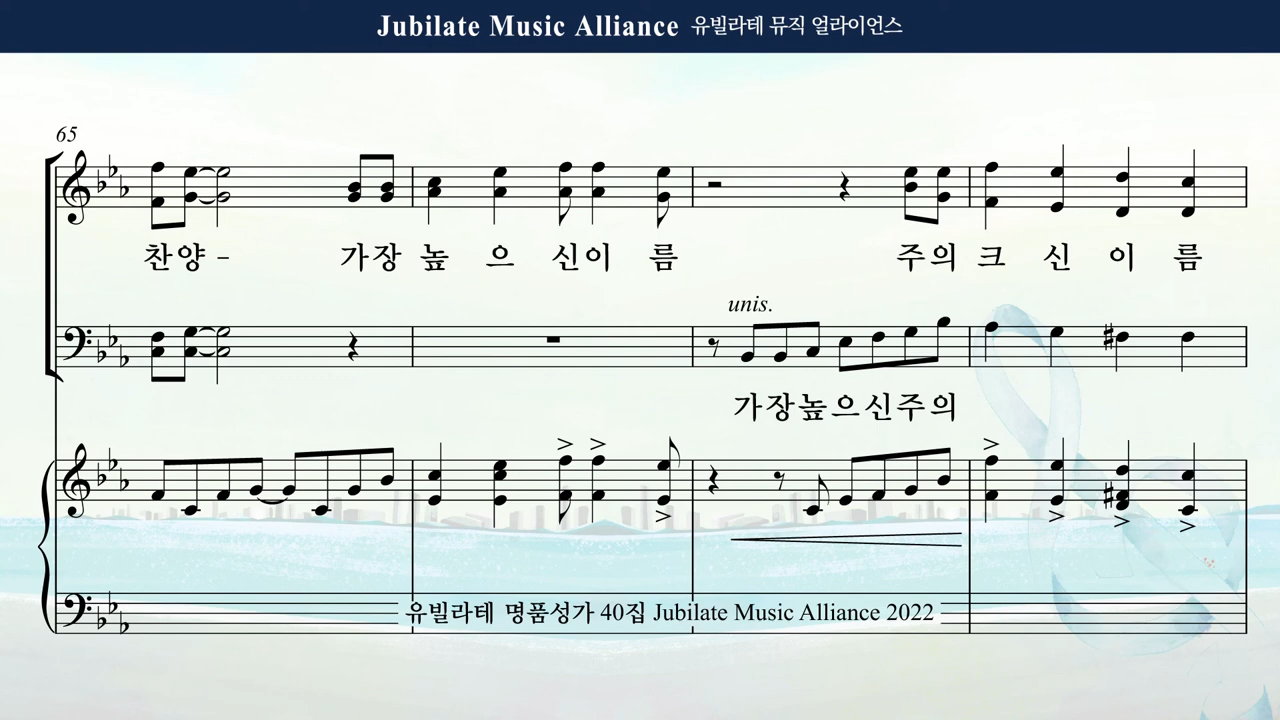 Jubilate Music Alliance 유빌라테 뮤직 얼라이언스
65
찬양 - 가장 높 으 신이 름 주의 크 신 이 름
unis.
가장높으신주의
유빌라테 명품성가 40집 Jubilate Music Alliance 2022